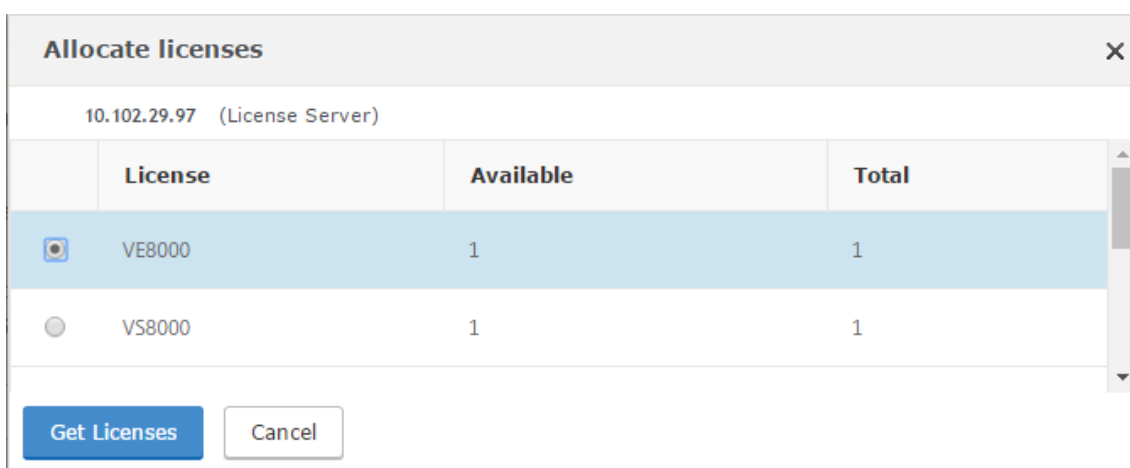 Allocate licenses
10.102.29.97 (License Server)
License Available Total
VE8000 1 1
VS8000 1 1
Get Licenses Cancel